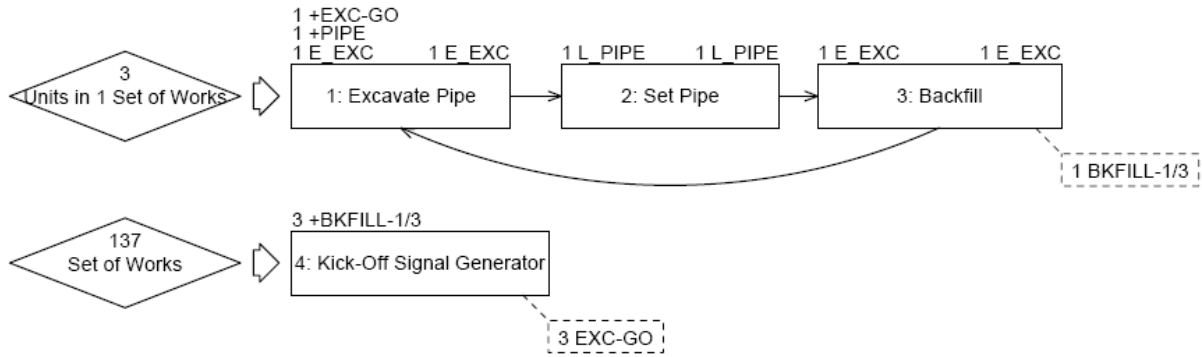 1 +EXC-GO
1 +PIPE
1 E_EXC 1 E_EXC 1 L_PIPE 1 L_PIPE 1 E_EXC 1 E_EXC
3
Units in 1 Set of Works
1: Excavate Pipe
2: Set Pipe
3: Backfill
1 BKFILL-1/3
137
Set of Works
3 +BKFILL-1/3
4: Kick-Off Signal Generator
3 EXC-GO